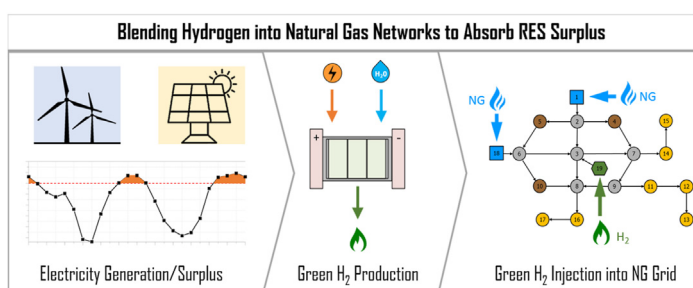 Blending Hydrogen into Natural Gas Networks to Absorb RES Surplus
H₂O
+
-
NG
NG
1
5
2
4
15
18
6
3
7
14
19
10
8
9
11
12
17
16
13
H₂
Electricity Generation/Surplus
Green H₂ Production
Green H₂ Injection into NG Grid